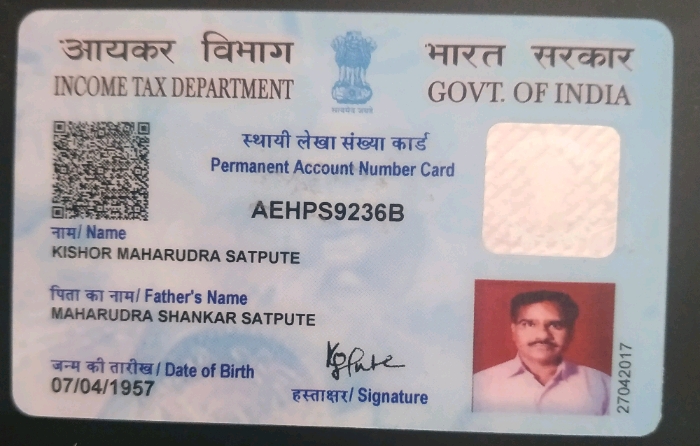 आयकर विभाग
INCOME TAX DEPARTMENT
भारत सरकार
GOVT. OF INDIA
सत्यमेव जयते
स्थायी लेखा संख्या कार्ड
Permanent Account Number Card
AEHPS9236B
नाम/ Name
KISHOR MAHARUDRA SATPUTE
पिता का नाम/ Father's Name
MAHARUDRA SHANKAR SATPUTE
जन्म की तारीख/ Date of Birth
07/04/1957
हस्ताक्षर/ Signature
27042017